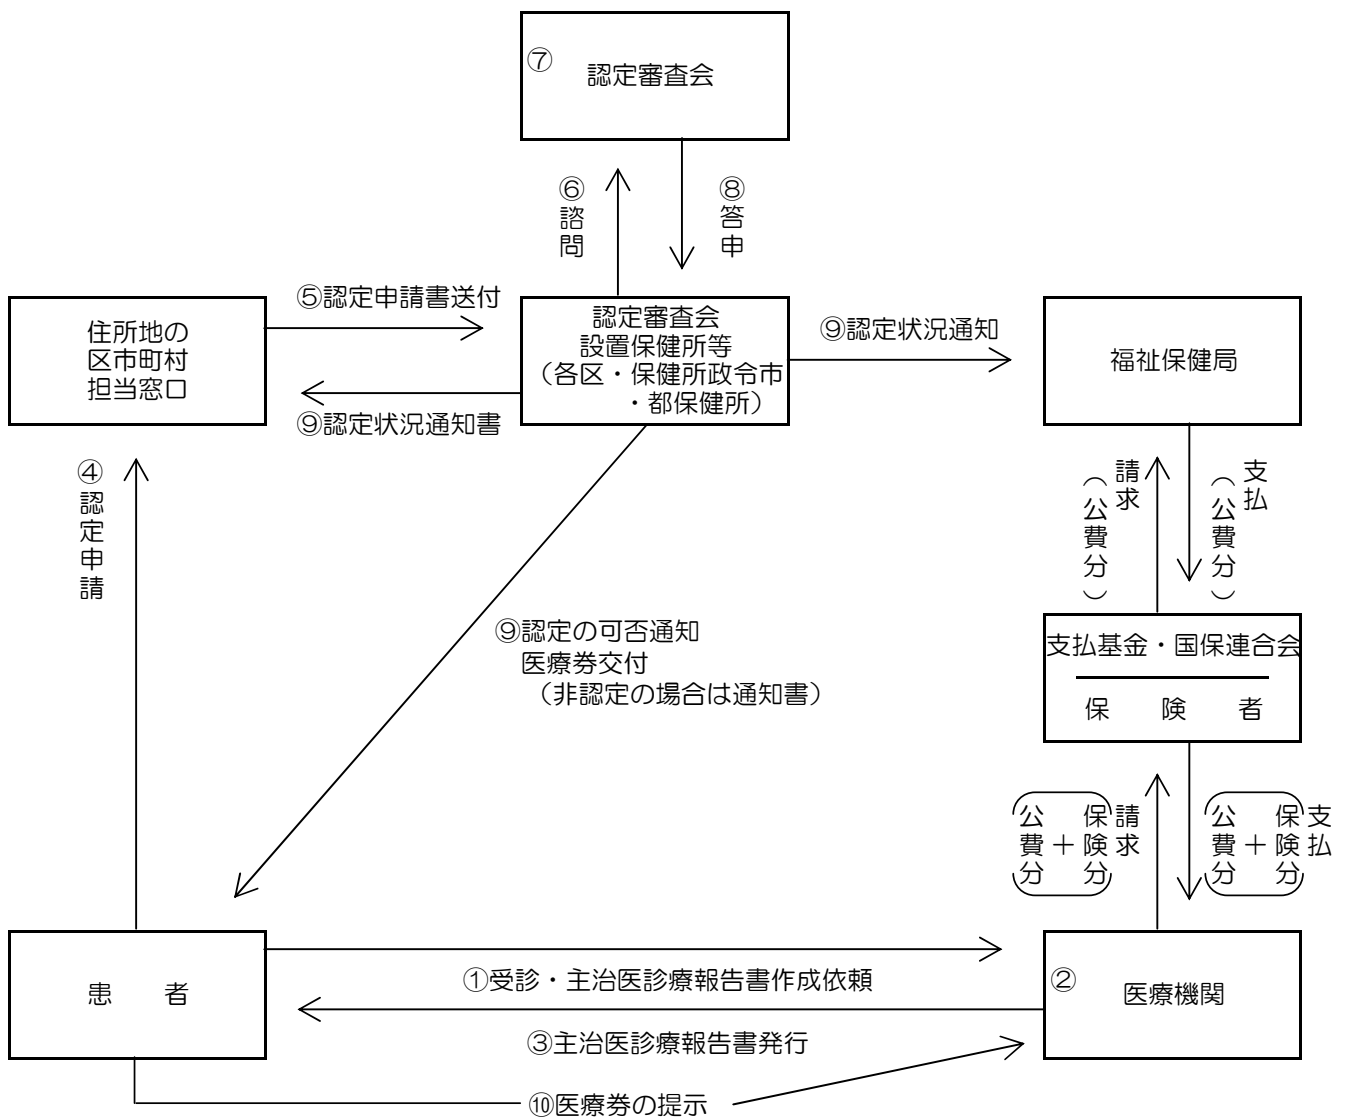 ⑦
認定審査会
⑥諮問
⑧答申
⑤認定申請書送付
住所地の
区市町村
担当窓口
認定審査会
設置保健所等
（各区・保健所政令市
・都保健所）
⑨認定状況通知
福祉保健局
⑨認定状況通知書
④認定申請
請求
（公費分）
支払
（公費分）
⑨認定の可否通知
医療券交付
（非認定の場合は通知書）
支払基金・国保連合会
保　険　者
請求
（保険分
＋
公費分）
支払
（保険分
＋
公費分）
患　者
①受診・主治医診療報告書作成依頼
②
医療機関
③主治医診療報告書発行
⑩医療券の提示